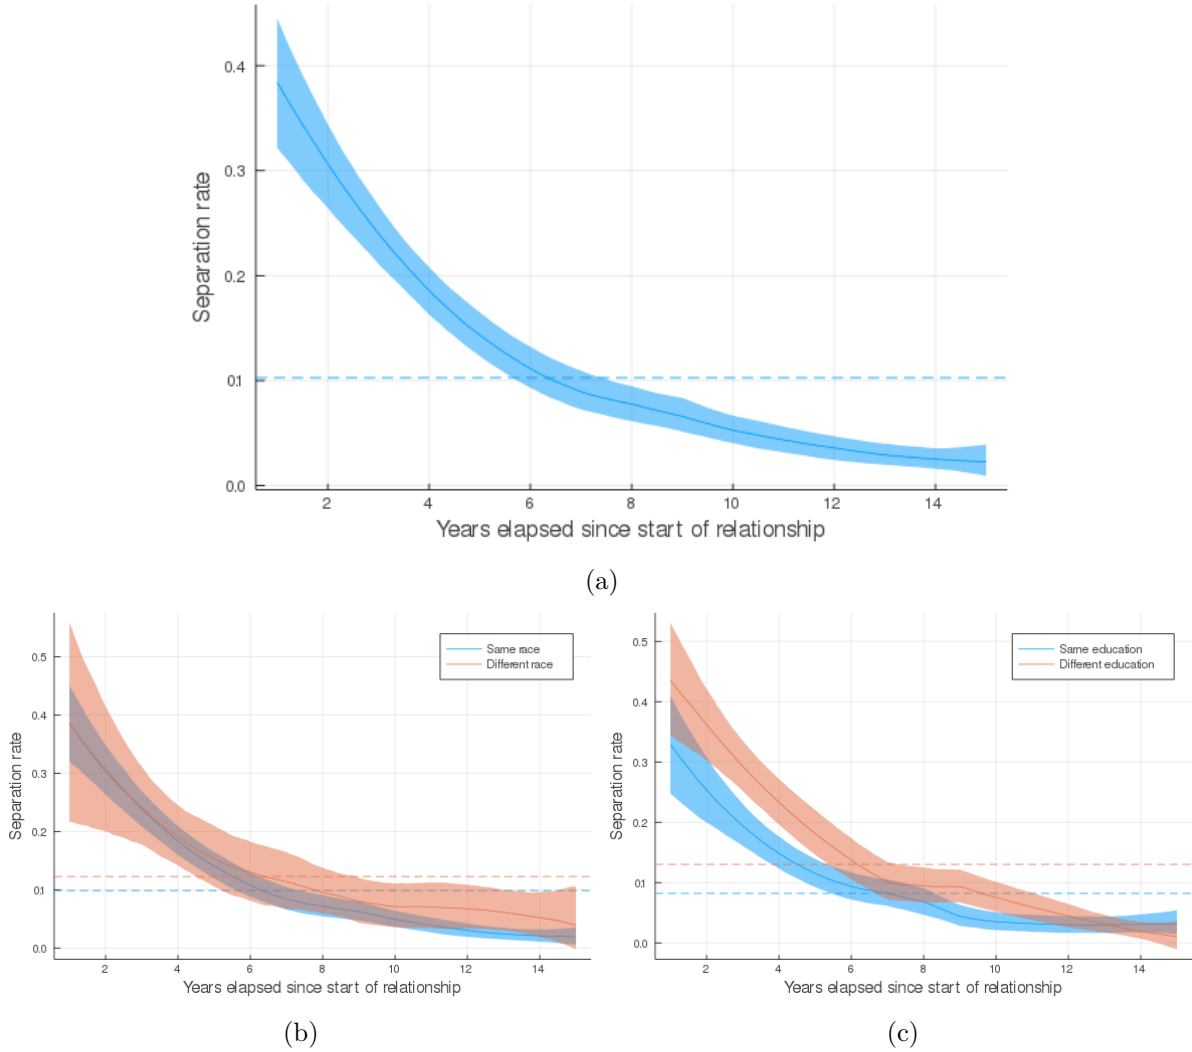 0.4
0.3
0.2
0.1
0.0
Separation rate
2 4 6 8 10 12 14
Years elapsed since start of relationship
(a)
0.5
0.4
0.3
0.2
0.1
0.0
Separation rate
Same race
Different race
2 4 6 8 10 12 14
Years elapsed since start of relationship
(b)
0.5
0.4
0.3
0.2
0.1
0.0
Separation rate
Same education
Different education
2 4 6 8 10 12 14
Years elapsed since start of relationship
(c)